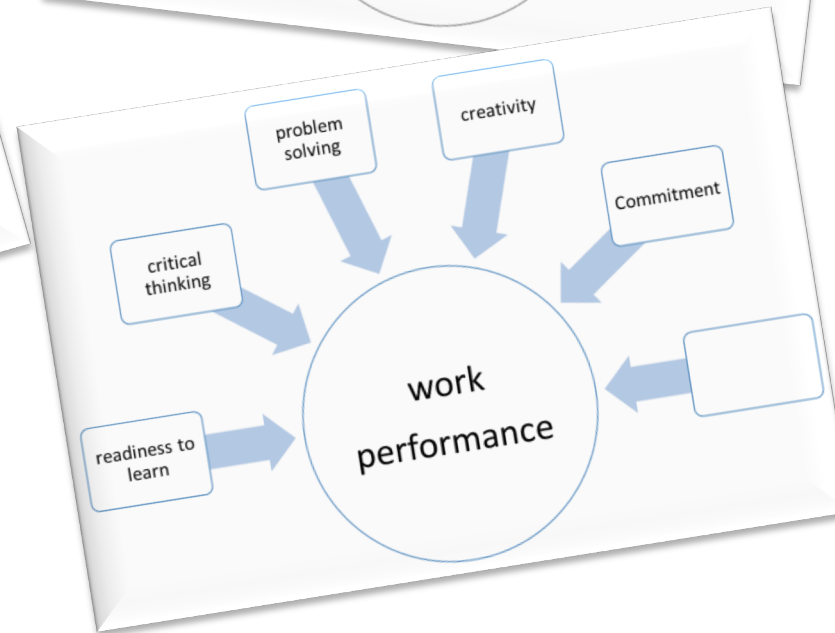 problem
solving
creativity
Commitment
critical
thinking
readiness to
learn
work
performance